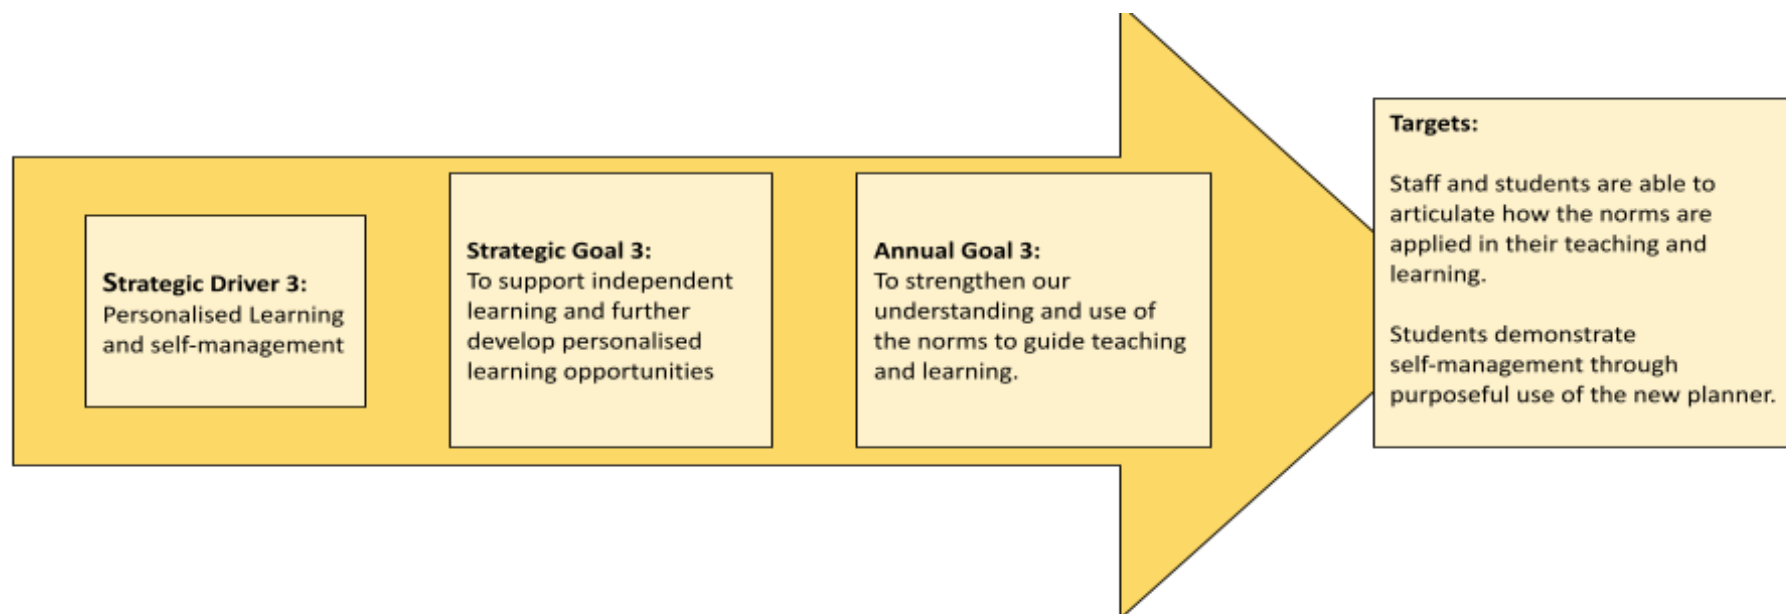 Strategic Driver 3:
Personalised Learning
and self-management
Strategic Goal 3:
To support independent
learning and further
develop personalised
learning opportunities
Annual Goal 3:
To strengthen our
understanding and use of
the norms to guide teaching
and learning.
Targets:
Staff and students are able to
articulate how the norms are
applied in their teaching and
learning.
Students demonstrate
self-management through
purposeful use of the new planner.